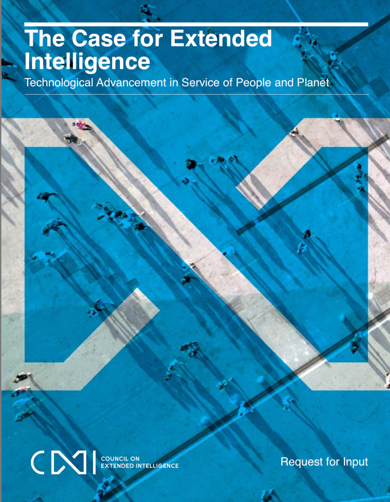 The Case for Extended
Intelligence
Technological Advancement in Service of People and Planet
CXI
COUNCIL ON
EXTENDED INTELLIGENCE
Request for Input